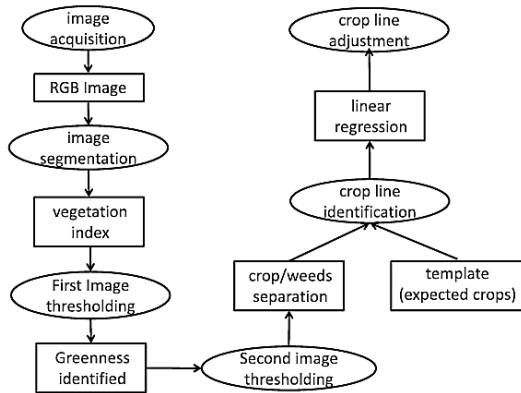 image
acquisition
RGB Image
image
segmentation
vegetation
index
First Image
thresholding
Greenness
identified
Second image
thresholding
crop/weeds
separation
template
(expected crops)
crop line
identification
linear
regression
crop line
adjustment